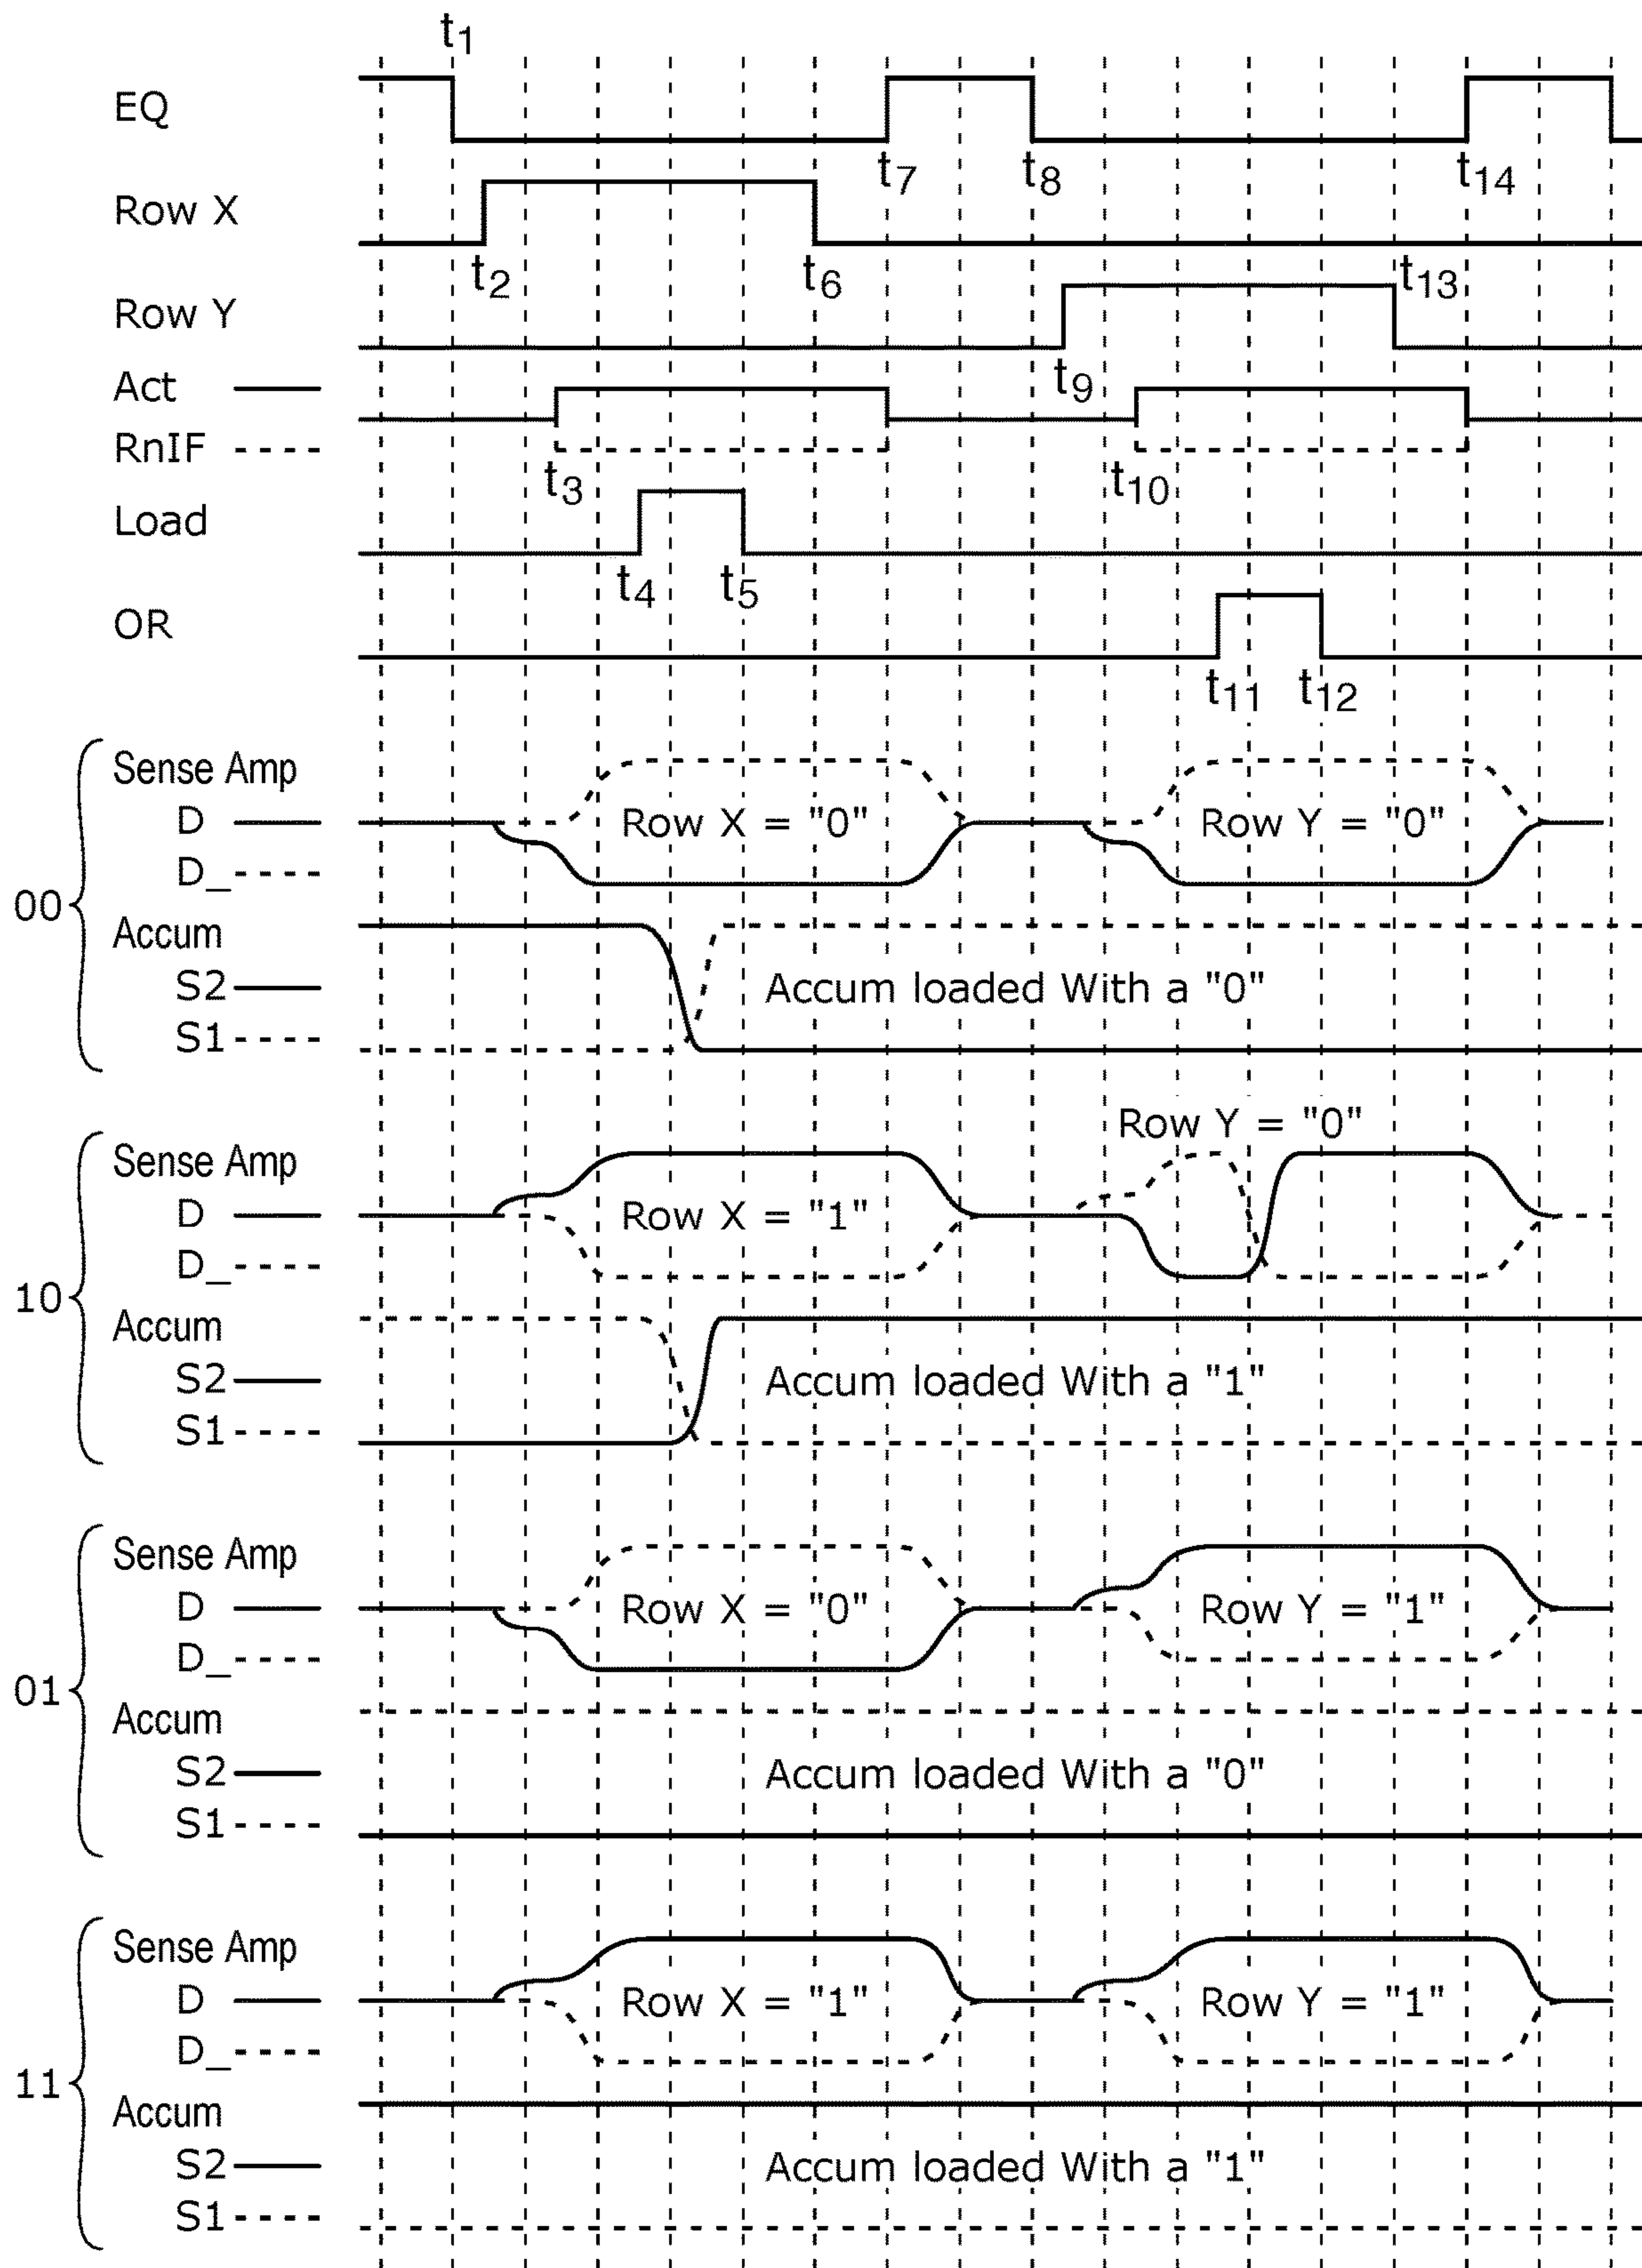 t1
EQ
t7 t8 t14
Row X
t2 t6 t13
Row Y
t9
Act
RnIF
t3 t10
Load
t4 t5
OR
t11 t12
00
Sense Amp
D Row X = "0" Row Y = "0"
D_
Accum
S2 Accum loaded With a "0"
S1
Row Y = "0"
10
Sense Amp
D Row X = "1"
D_
Accum
S2 Accum loaded With a "1"
S1
01
Sense Amp
D Row X = "0" Row Y = "1"
D_
Accum
S2 Accum loaded With a "0"
S1
11
Sense Amp
D Row X = "1" Row Y = "1"
D_
Accum
S2 Accum loaded With a "1"
S1